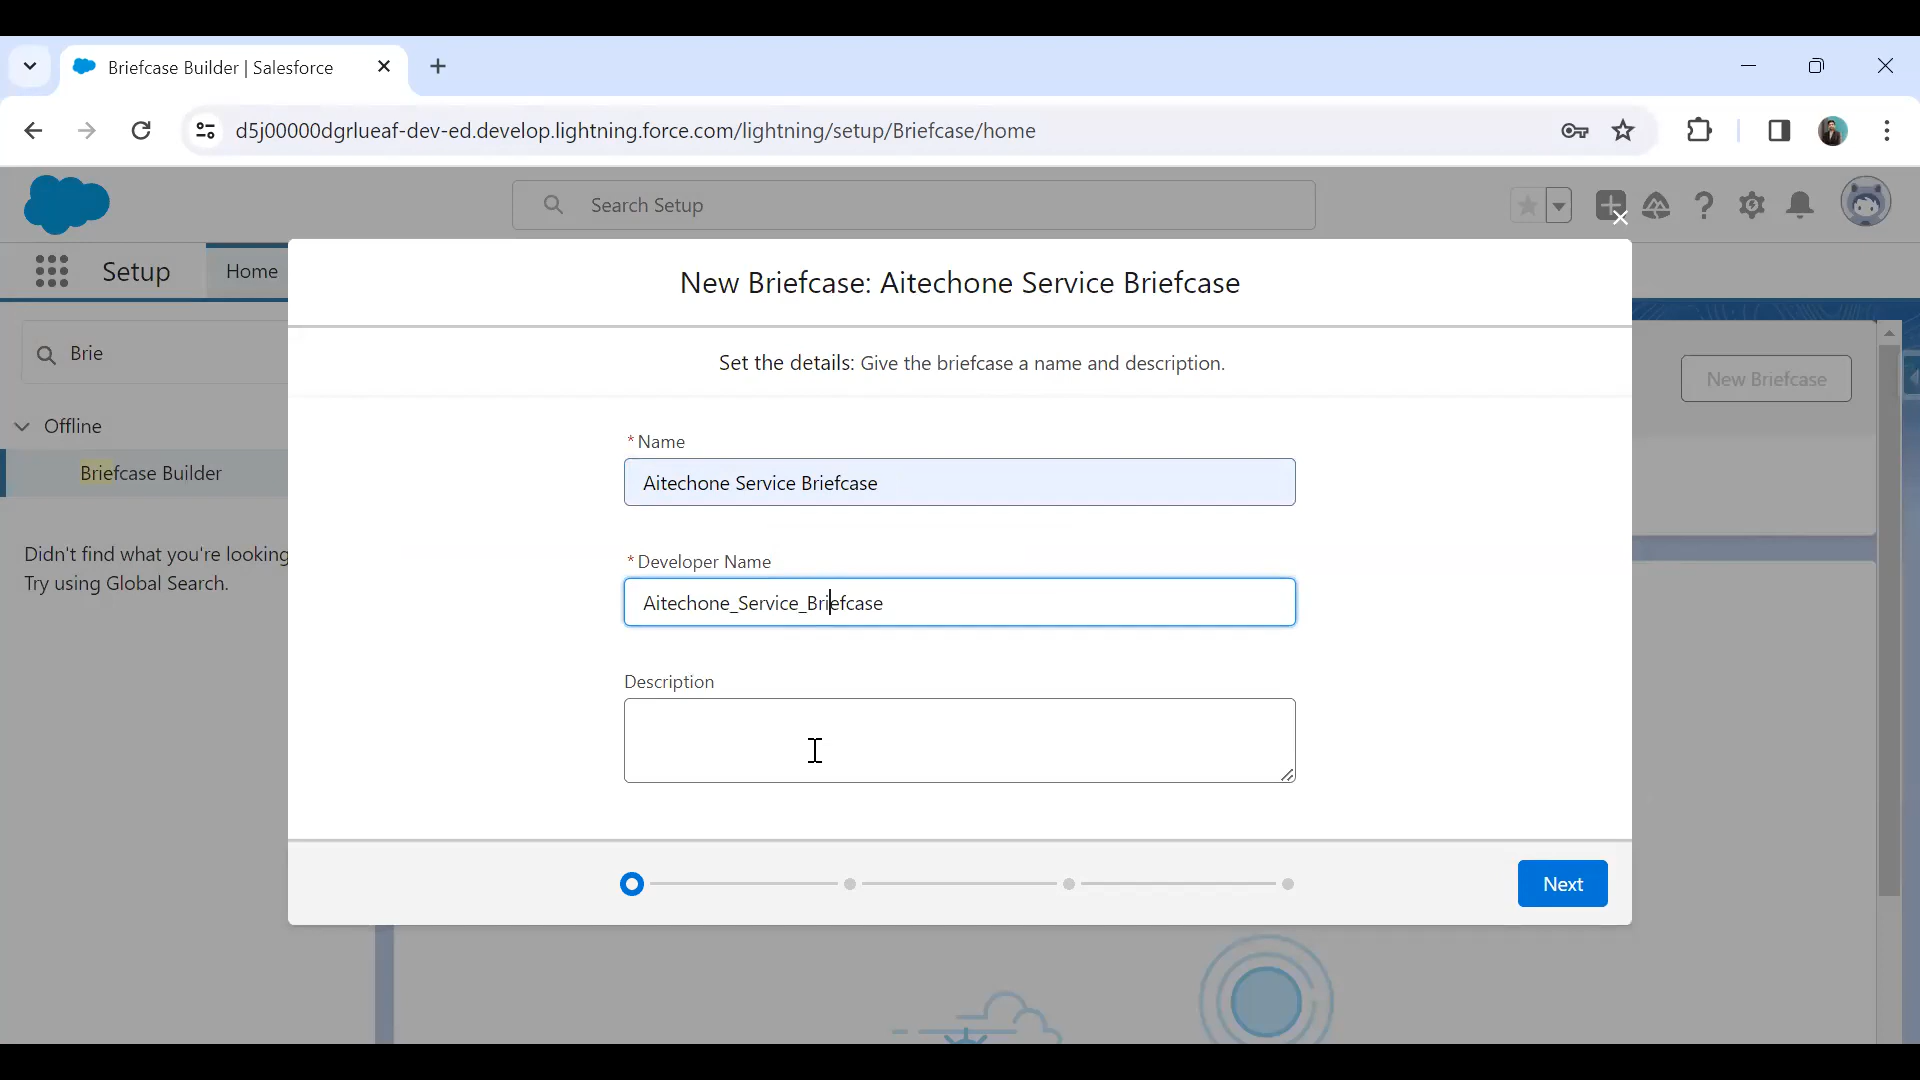 Briefcase Builder | Salesforce
d5j00000dgrlueaf-dev-ed.develop.lightning.force.com/lightning/setup/Briefcase/home
Search Setup
Setup
Home
New Briefcase: Aitechone Service Briefcase
Set the details: Give the briefcase a name and description.
Brie
New Briefcase
Offline
*Name
Briefcase Builder
Aitechone Service Briefcase
Didn't find what you're looking
Try using Global Search.
*Developer Name
Aitechone_Service_Briefcase
Description
Next